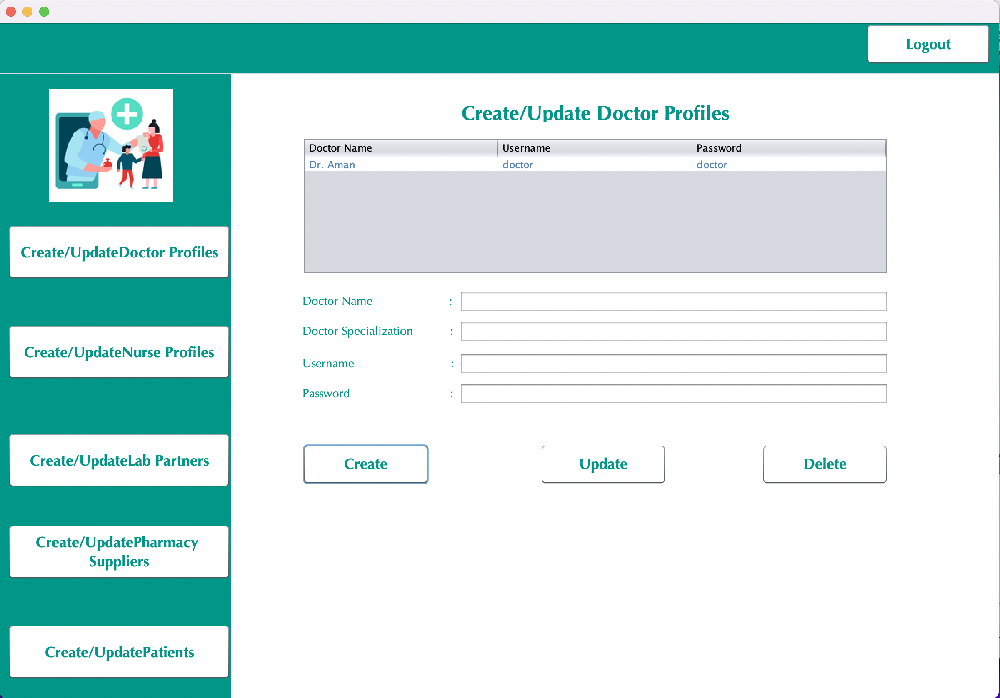 Logout
Create/Update Doctor Profiles
Doctor Name Username Password
Dr. Aman doctor doctor
Create/UpdateDoctor Profiles
Create/UpdateNurse Profiles
Create/UpdateLab Partners
Create/UpdatePharmacy
Suppliers
Create/UpdatePatients
Doctor Name :
Doctor Specialization :
Username :
Password :
Create Update Delete